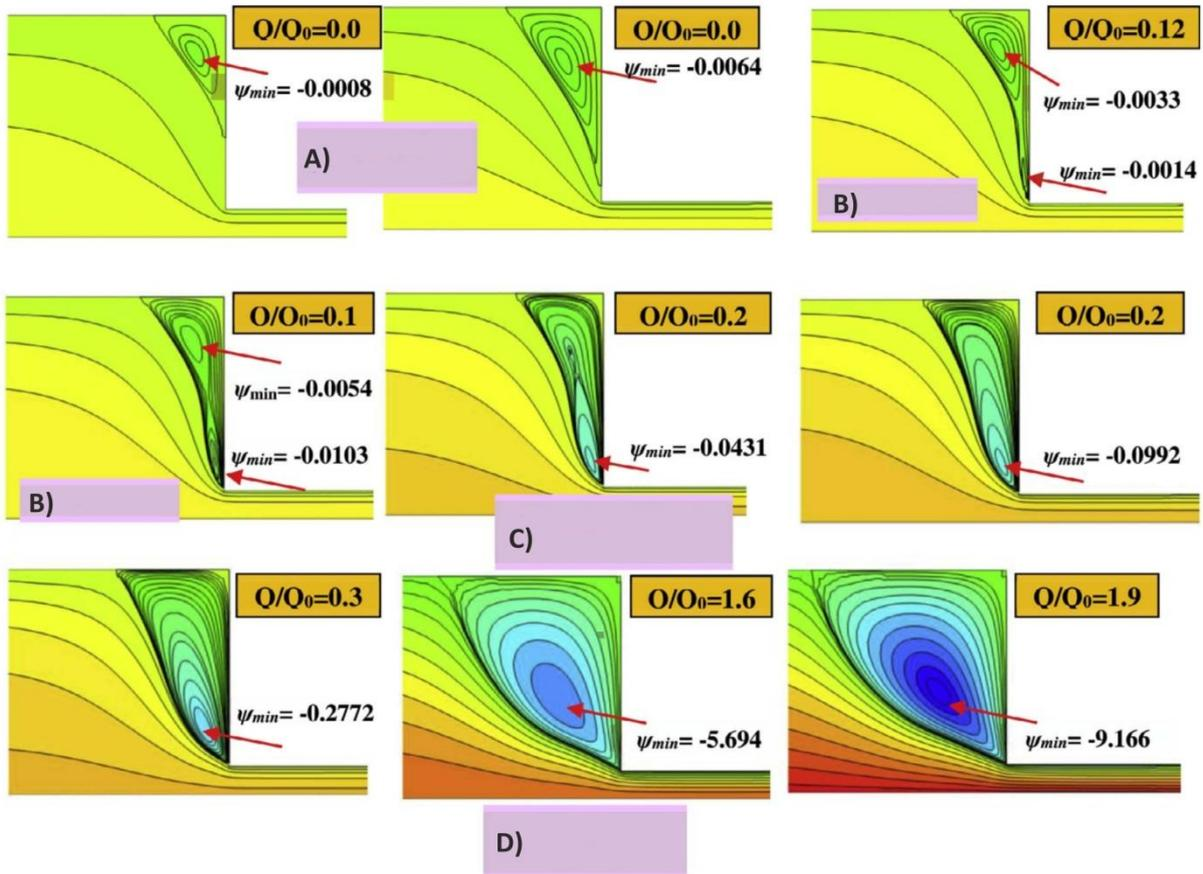 Q/Q₀=0.0
ψmin= -0.0008
O/O₀=0.0
ψmin= -0.0064
A)
Q/Q₀=0.12
ψmin= -0.0033
ψmin= -0.0014
B)
O/O₀=0.1
ψmin= -0.0054
ψmin= -0.0103
B)
O/O₀=0.2
ψmin= -0.0431
C)
O/O₀=0.2
ψmin= -0.0992
Q/Q₀=0.3
ψmin= -0.2772
O/O₀=1.6
ψmin= -5.694
D)
Q/Q₀=1.9
ψmin= -9.166